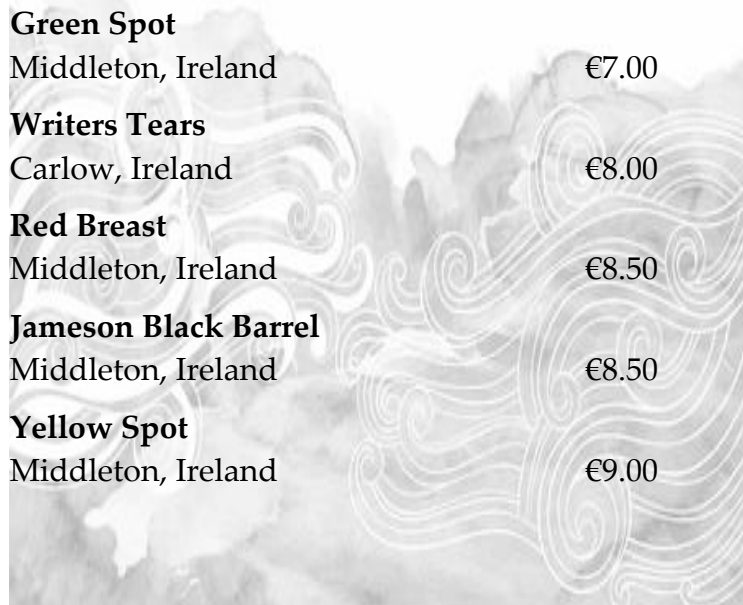 Green Spot
Middleton, Ireland €7.00
Writers Tears
Carlow, Ireland €8.00
Red Breast
Middleton, Ireland €8.50
Jameson Black Barrel
Middleton, Ireland €8.50
Yellow Spot
Middleton, Ireland €9.00